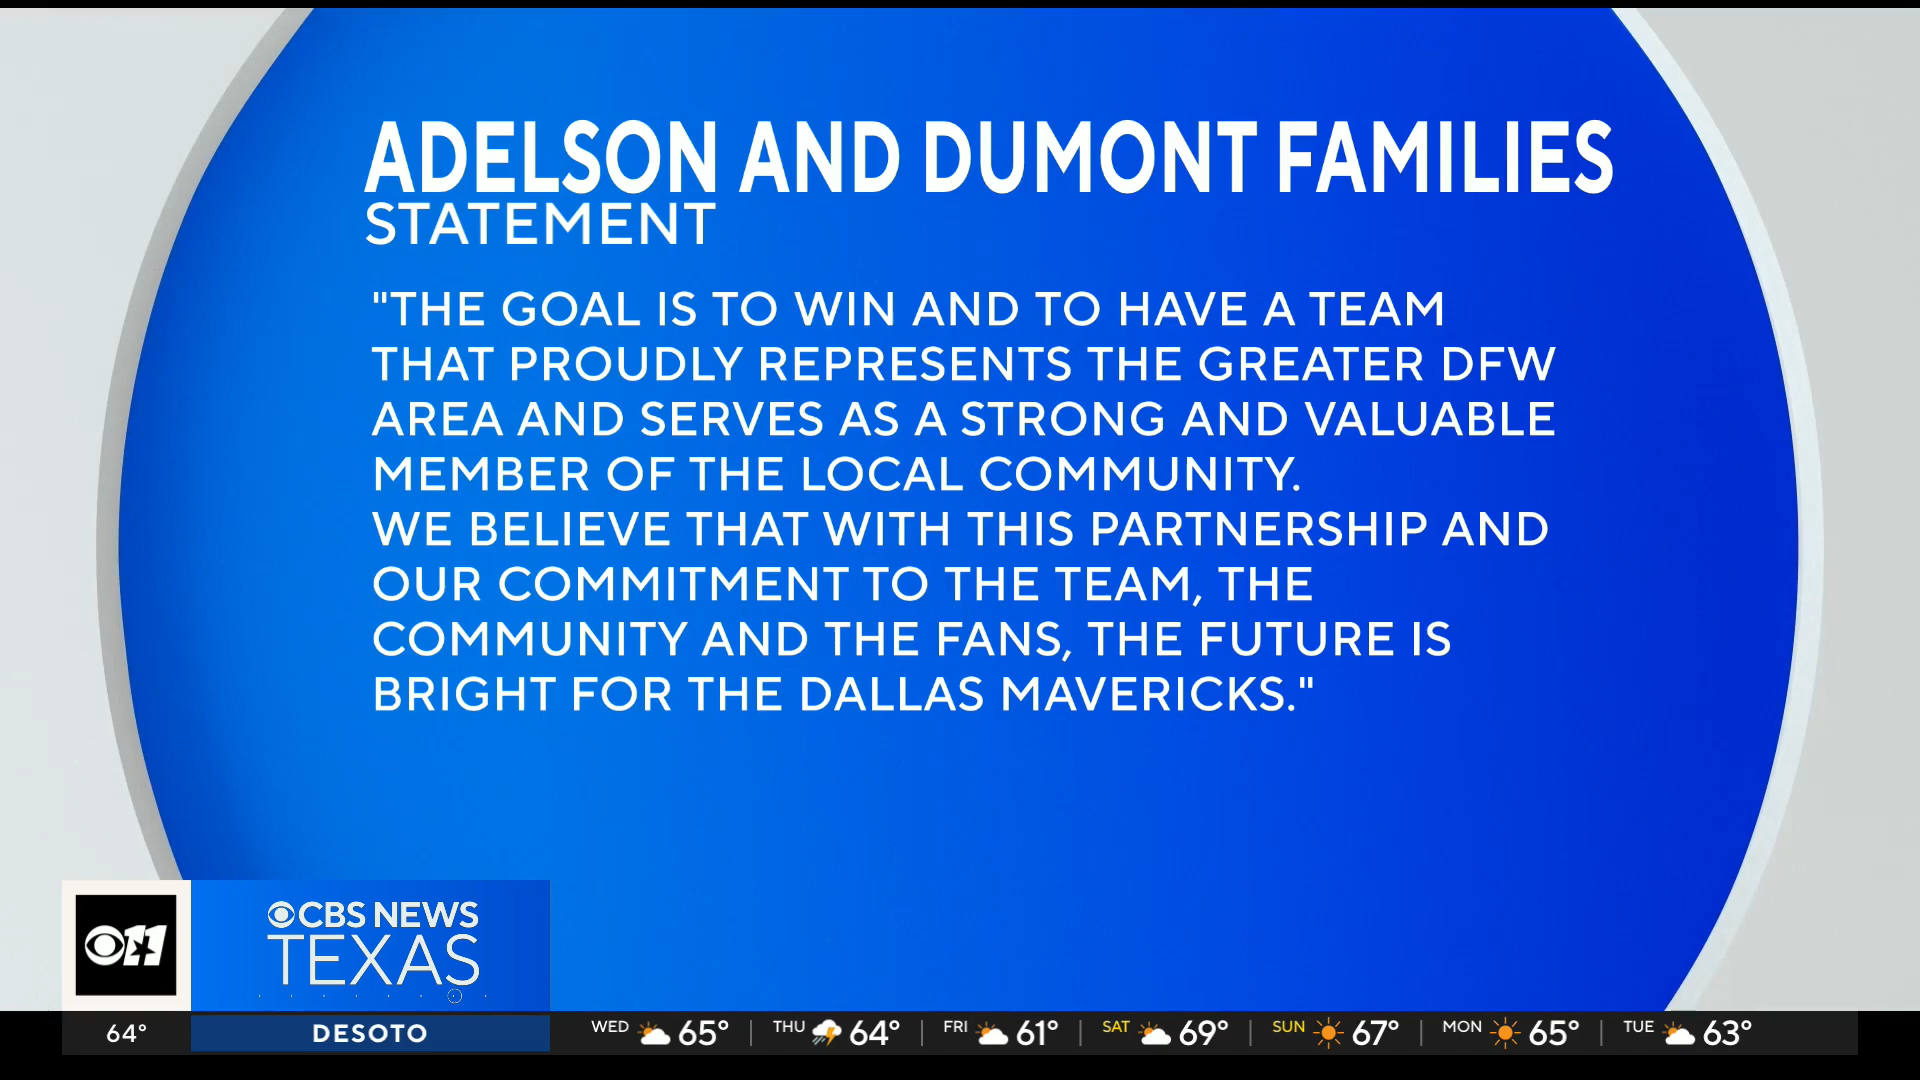 ADELSON AND DUMONT FAMILIES
STATEMENT
"THE GOAL IS TO WIN AND TO HAVE A TEAM
THAT PROUDLY REPRESENTS THE GREATER DFW
AREA AND SERVES AS A STRONG AND VALUABLE
MEMBER OF THE LOCAL COMMUNITY.
WE BELIEVE THAT WITH THIS PARTNERSHIP AND
OUR COMMITMENT TO THE TEAM, THE
COMMUNITY AND THE FANS, THE FUTURE IS
BRIGHT FOR THE DALLAS MAVERICKS."
11
CBS NEWS
TEXAS
64° DESOTO WED 65° THU 64° FRI 61° SAT 69° SUN 67° MON 65° TUE 63°